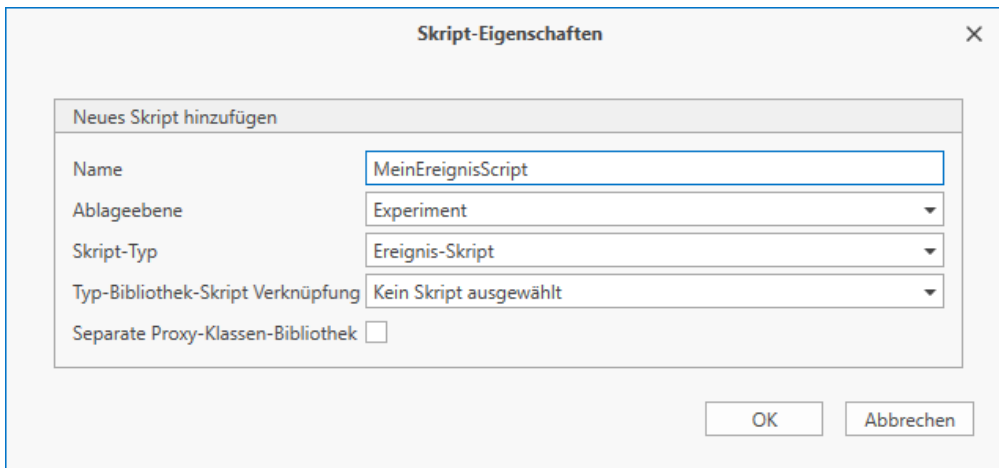 Skript-Eigenschaften
Neues Skript hinzufügen
Name MeinEreignisScript
Ablageebene Experiment
Skript-Typ Ereignis-Skript
Typ-Bibliothek-Skript Verknüpfung Kein Skript ausgewählt
Separate Proxy-Klassen-Bibliothek
OK Abbrechen